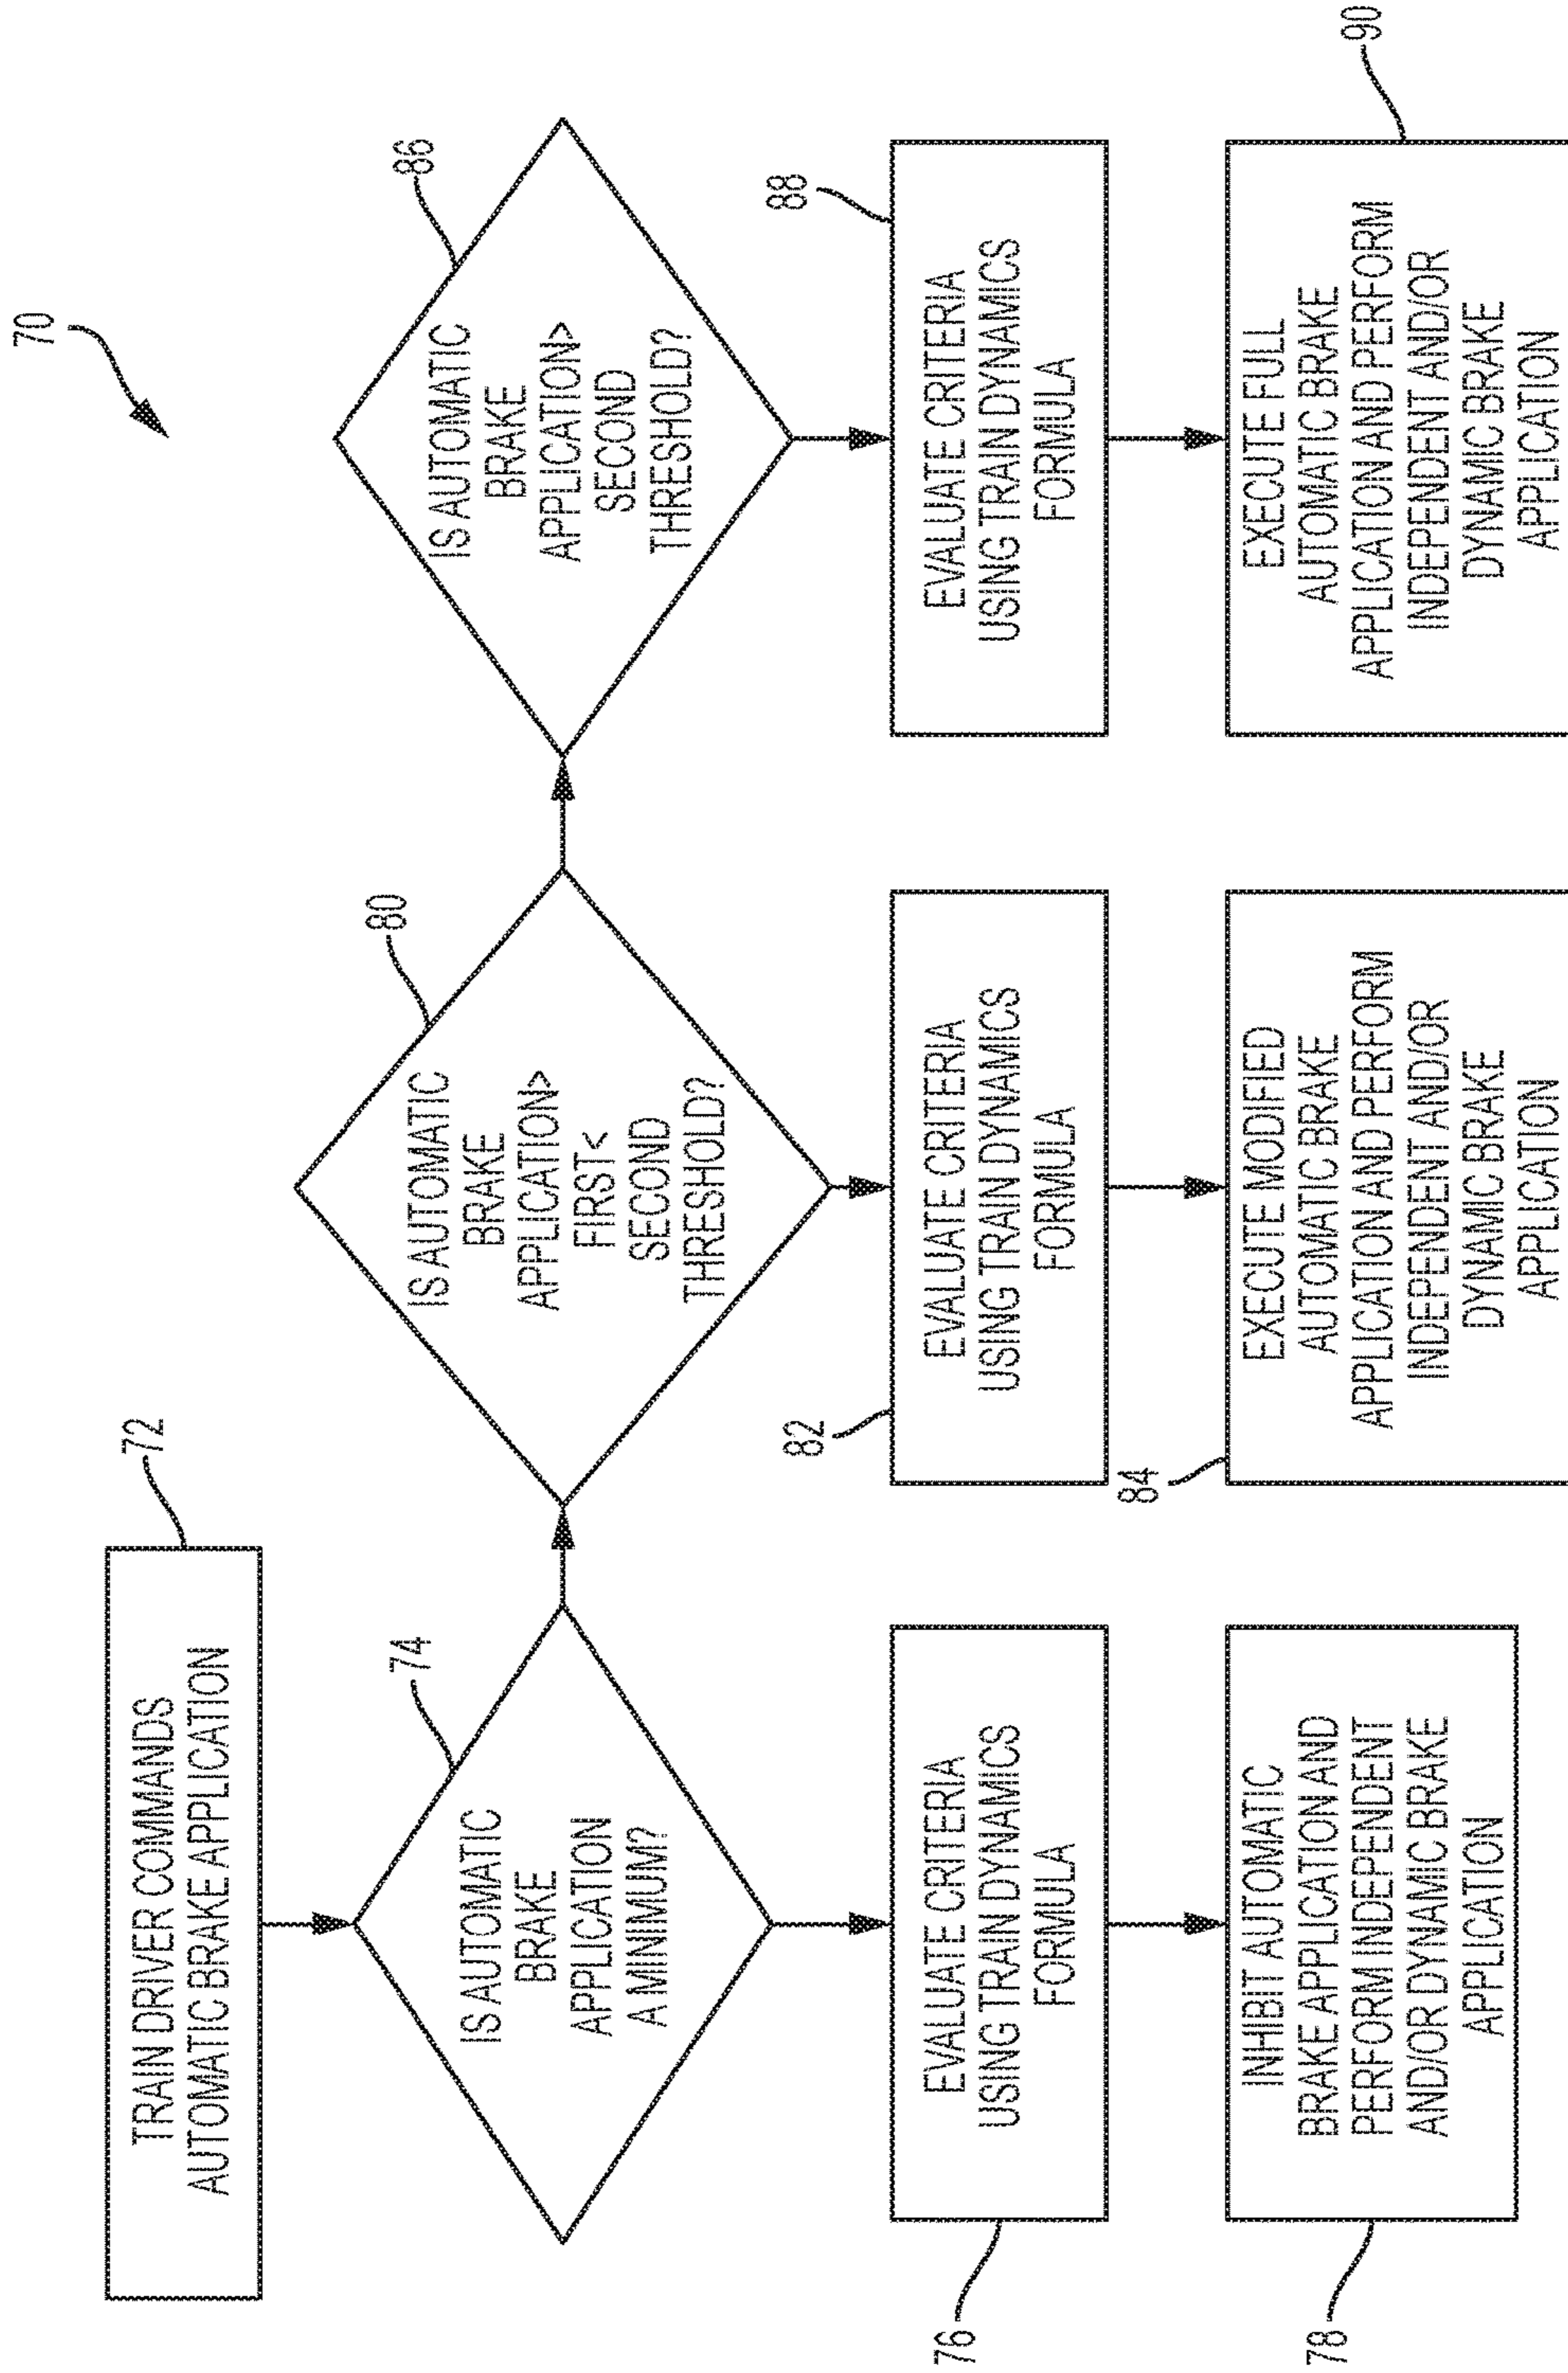 70
72
TRAIN DRIVER COMMANDS
AUTOMATIC BRAKE APPLICATION
74
IS AUTOMATIC
BRAKE
APPLICATION
A MINIMUM?
80
IS AUTOMATIC
BRAKE
APPLICATION>
FIRST<
SECOND
THRESHOLD?
86
IS AUTOMATIC
BRAKE
APPLICATION>
SECOND
THRESHOLD?
76
EVALUATE CRITERIA
USING TRAIN DYNAMICS
FORMULA
82
EVALUATE CRITERIA
USING TRAIN DYNAMICS
FORMULA
88
EVALUATE CRITERIA
USING TRAIN DYNAMICS
FORMULA
78
INHIBIT AUTOMATIC
BRAKE APPLICATION AND
PERFORM INDEPENDENT
AND/OR DYNAMIC BRAKE
APPLICATION
84
EXECUTE MODIFIED
AUTOMATIC BRAKE
APPLICATION AND PERFORM
INDEPENDENT AND/OR
DYNAMIC BRAKE
APPLICATION
90
EXECUTE FULL
AUTOMATIC BRAKE
APPLICATION AND PERFORM
INDEPENDENT AND/OR
DYNAMIC BRAKE
APPLICATION